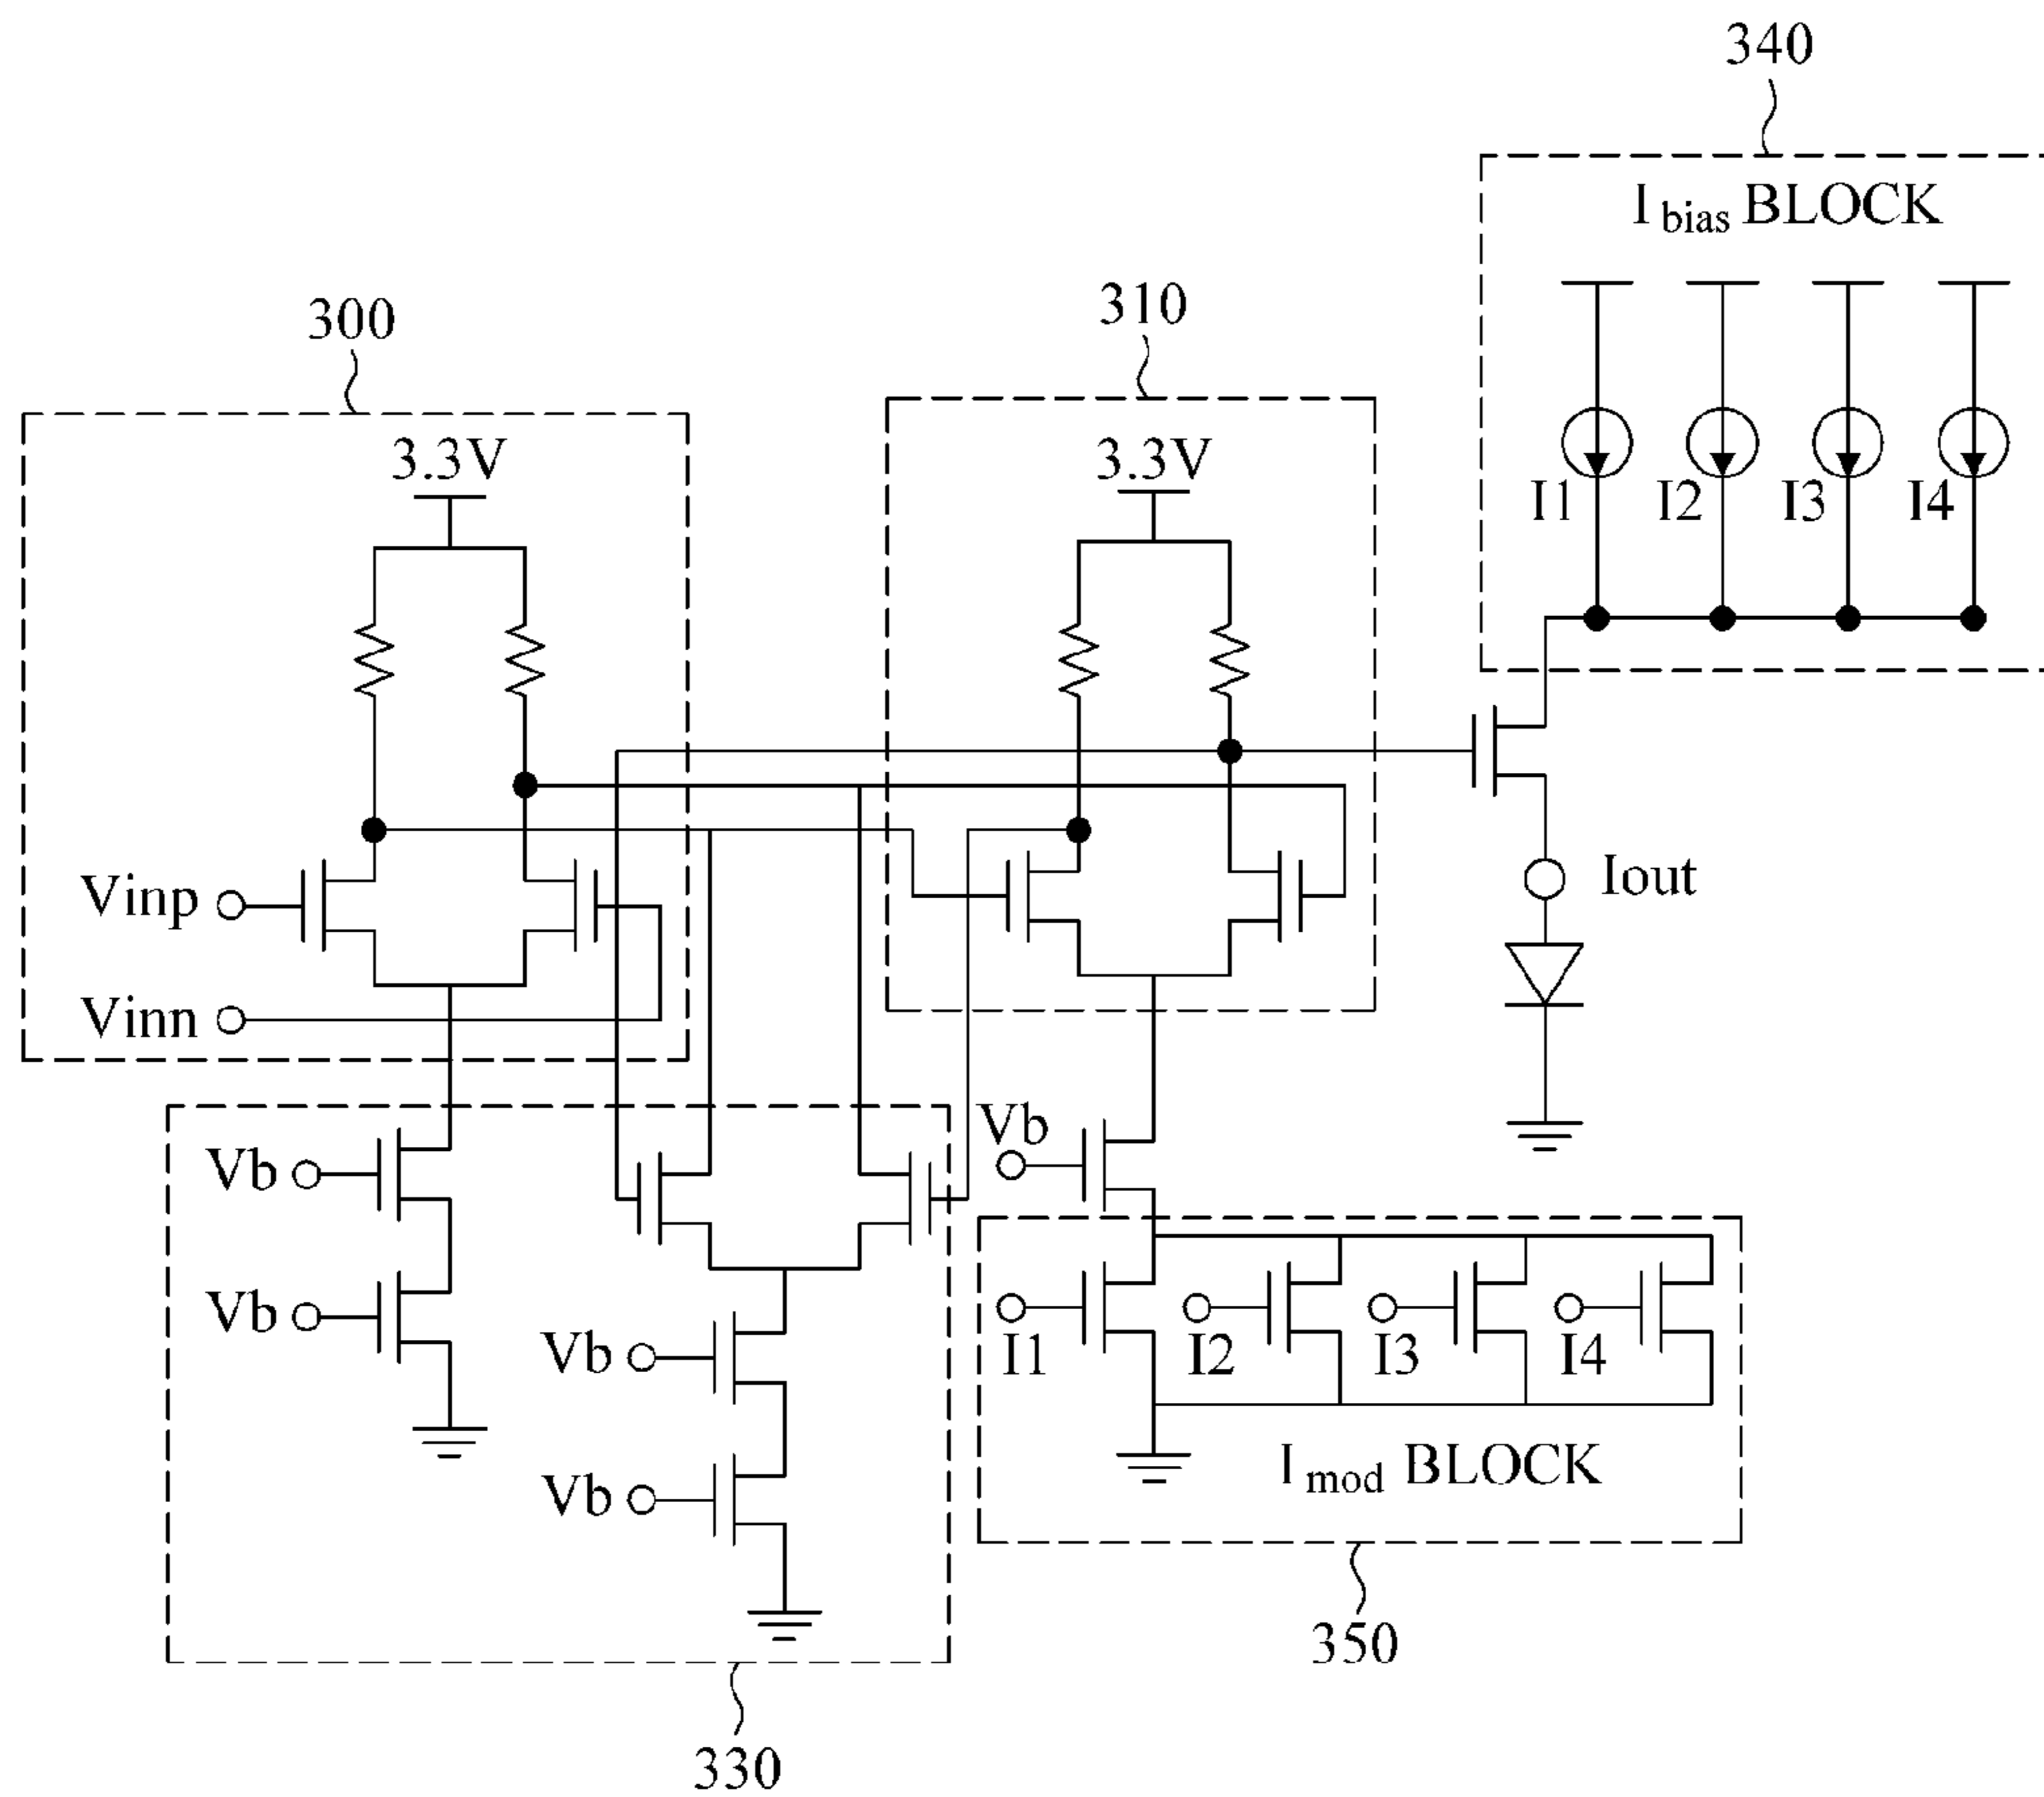 340
I bias BLOCK
I1 I2 I3 I4
300
310
3.3V
3.3V
Vinp
Vinn
Iout
Vb
Vb
Vb
Vb
Vb
I1 I2 I3 I4
I mod BLOCK
350
330